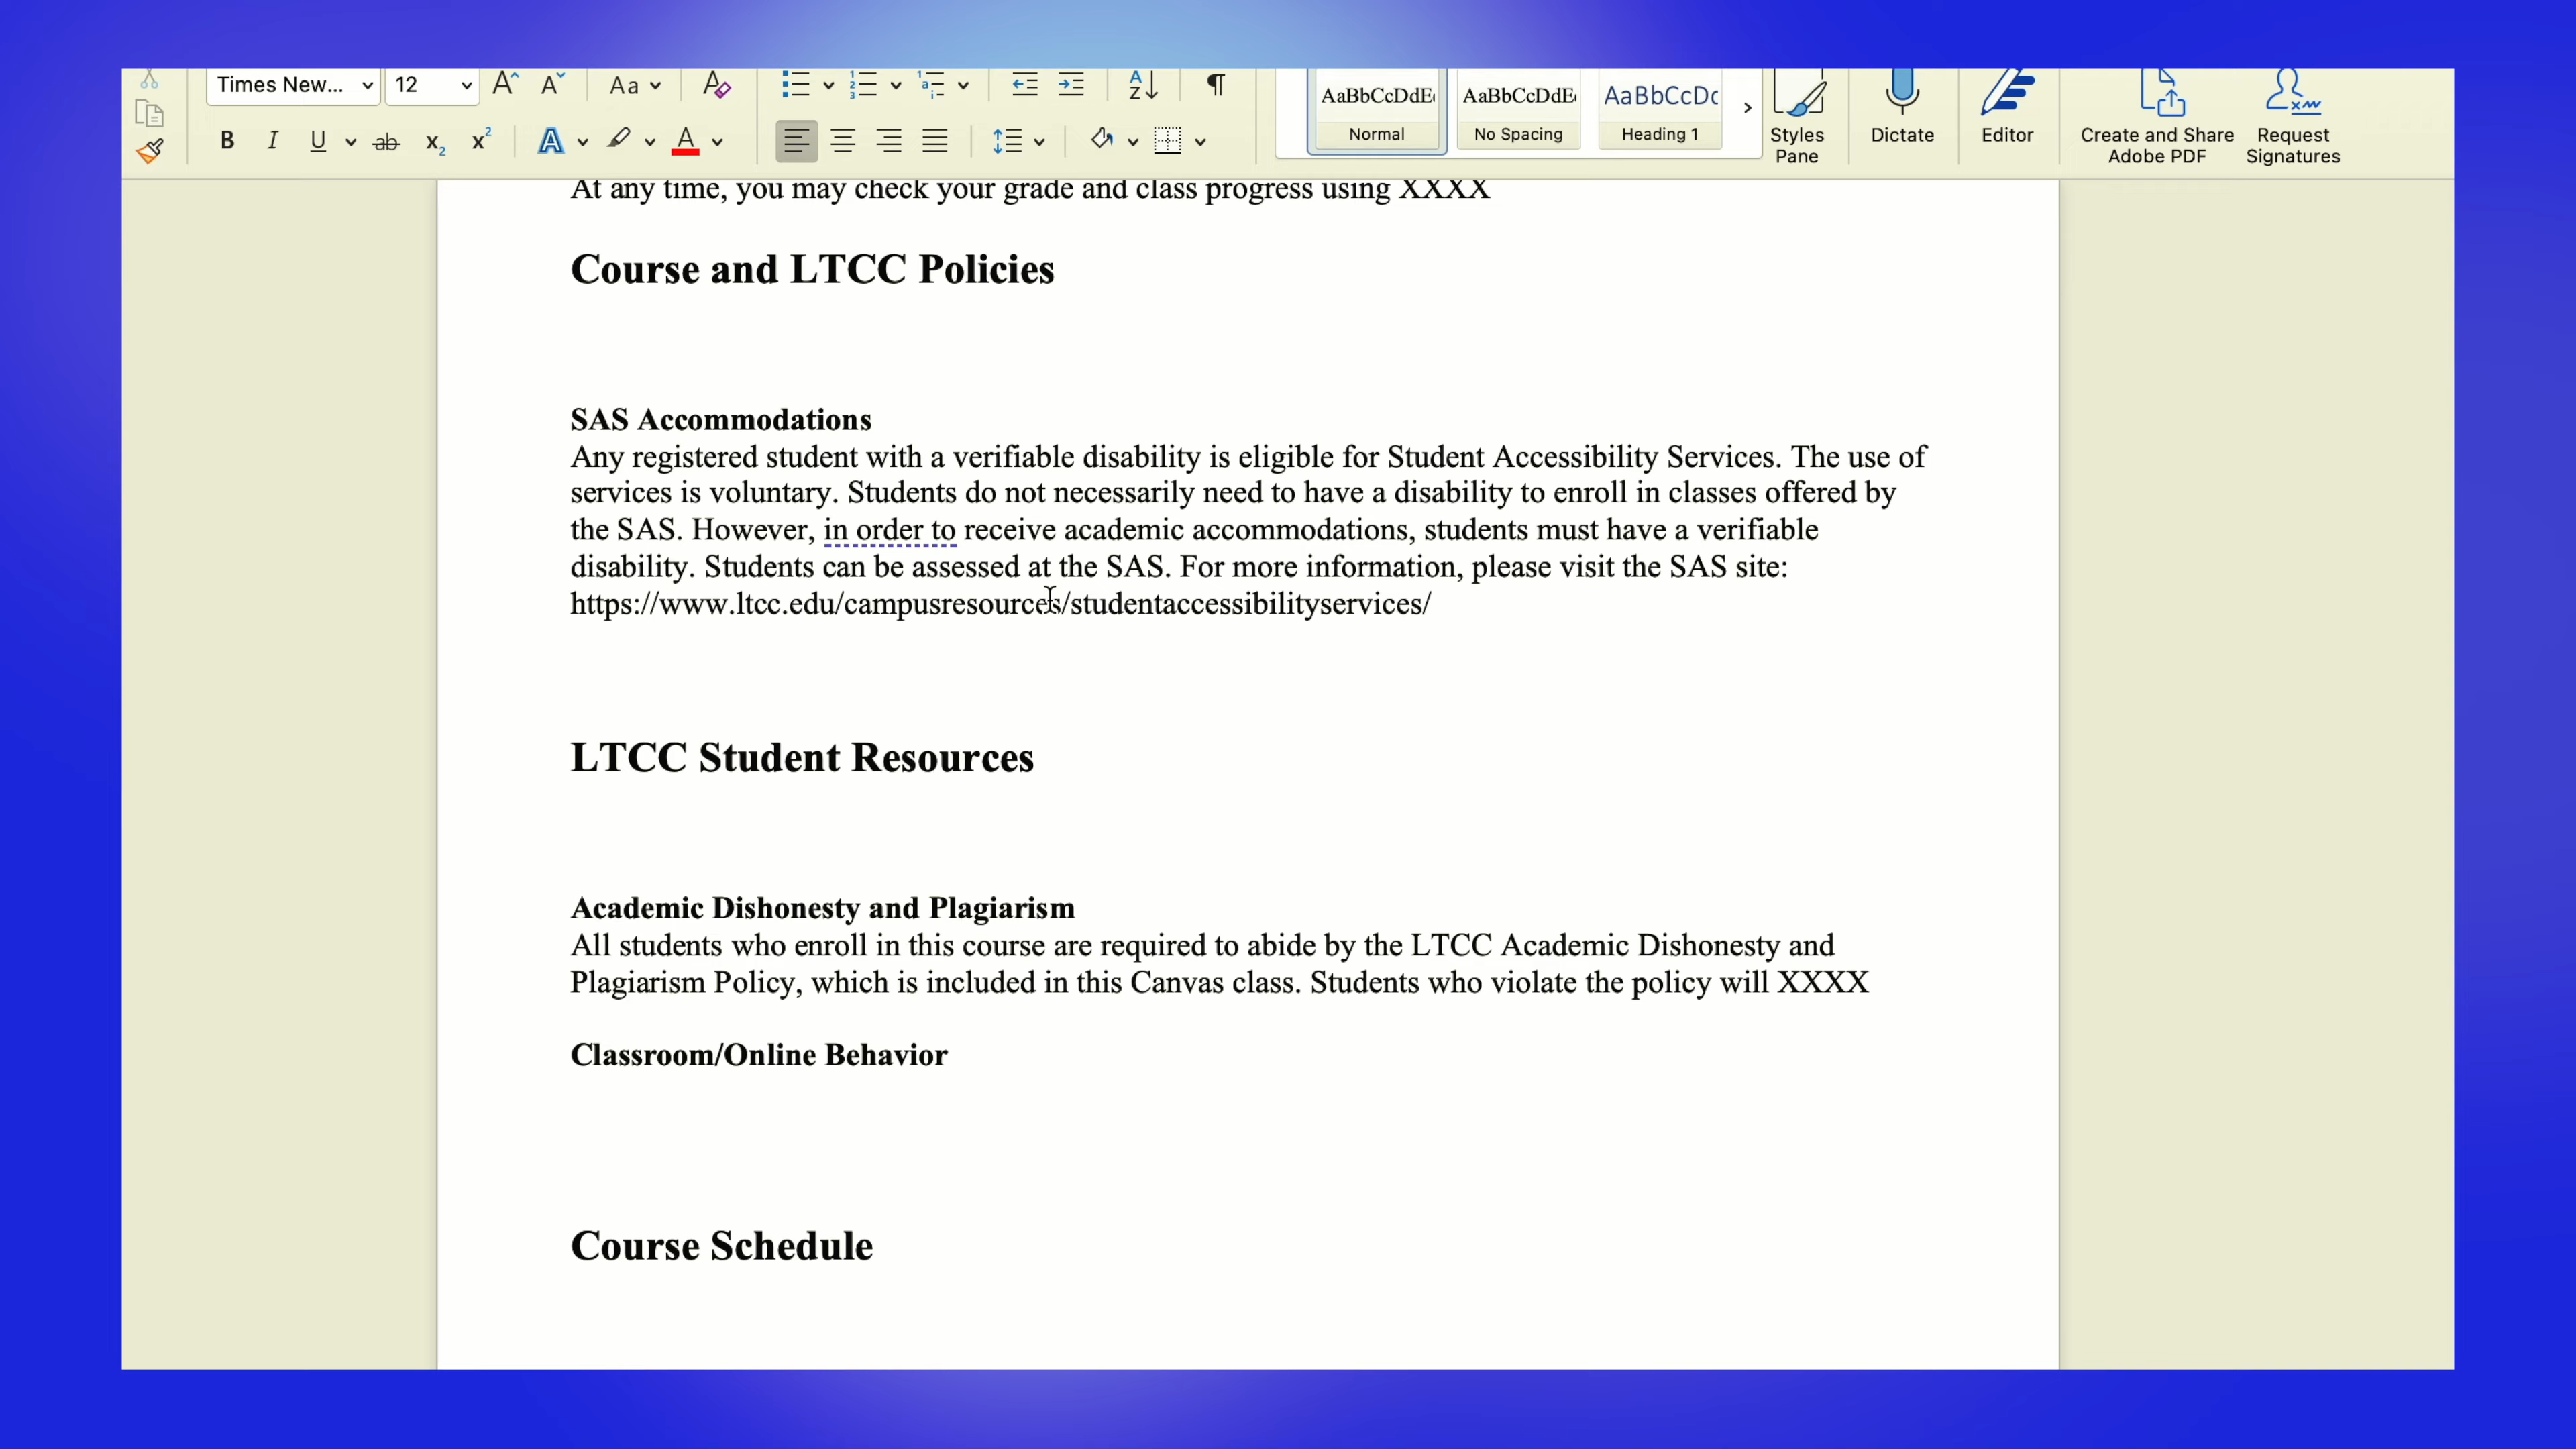 Times New... 12 Aa
AaBbCcDdE AaBbCcDdE AaBbCcDc
Normal No Spacing Heading 1
Styles Pane Dictate Editor Create and Share Adobe PDF Request Signatures
At any time, you may check your grade and class progress using XXXX
Course and LTCC Policies
SAS Accommodations
Any registered student with a verifiable disability is eligible for Student Accessibility Services. The use of
services is voluntary. Students do not necessarily need to have a disability to enroll in classes offered by
the SAS. However, in order to receive academic accommodations, students must have a verifiable
disability. Students can be assessed at the SAS. For more information, please visit the SAS site:
https://www.ltcc.edu/campusresources/studentaccessibilityservices/
LTCC Student Resources
Academic Dishonesty and Plagiarism
All students who enroll in this course are required to abide by the LTCC Academic Dishonesty and
Plagiarism Policy, which is included in this Canvas class. Students who violate the policy will XXXX
Classroom/Online Behavior
Course Schedule